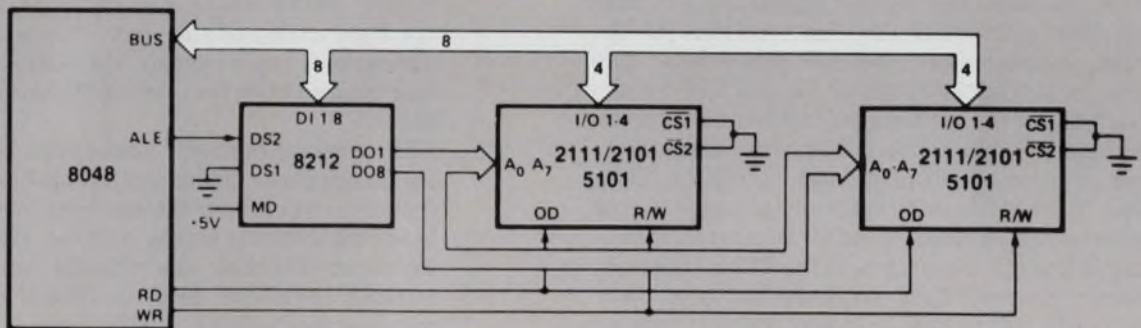 BUS
8
8
4
4
DI 1 8
I/O 1-4
CS1
CS2
I/O 1-4
CS1
CS2
ALE
DS2
8212
DO1
DO8
A0 A7
2111/2101
5101
A0-A7
2111/2101
5101
8048
DS1
+5V
MD
OD
R/W
OD
R/W
RD
WR